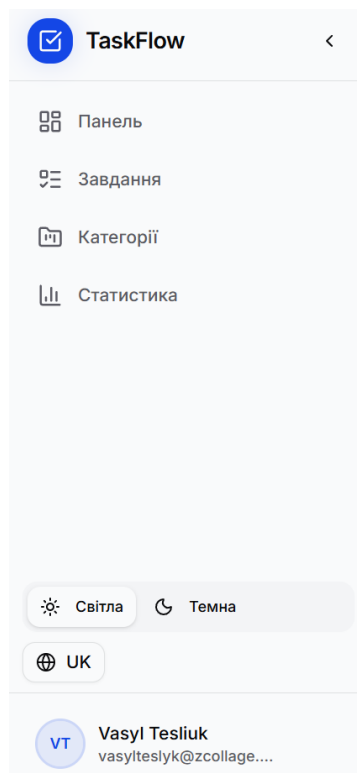 TaskFlow
Панель
Завдання
Категорії
Статистика
Світла Темна
UK
VT Vasyl Tesliuk
vasylteslyk@zcollage....